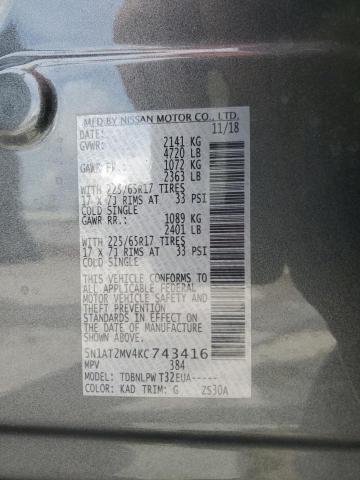 MFD BY NISSAN MOTOR CO., LTD.
DATE: 11/18
GVWR: 2141 KG
4720 LB
GAWR FR.: 1072 KG
2363 LB
WITH 225/65R17 TIRES
17 x 7J RIMS AT 33 PSI
COLD SINGLE
GAWR RR.: 1089 KG
2401 LB
WITH 225/65R17 TIRES
17 x 7J RIMS AT 33 PSI
COLD SINGLE
THIS VEHICLE CONFORMS TO
ALL APPLICABLE FEDERAL
MOTOR VEHICLE SAFETY
STANDARDS IN EFFECT ON THE
DATE OF MANUFACTURE SHOWN
ABOVE.
5N1AT2MV4KC743416
MPV 384
MODEL: TDBNLPW T32EUA-----
COLOR: KAD TRIM: G ZS30A